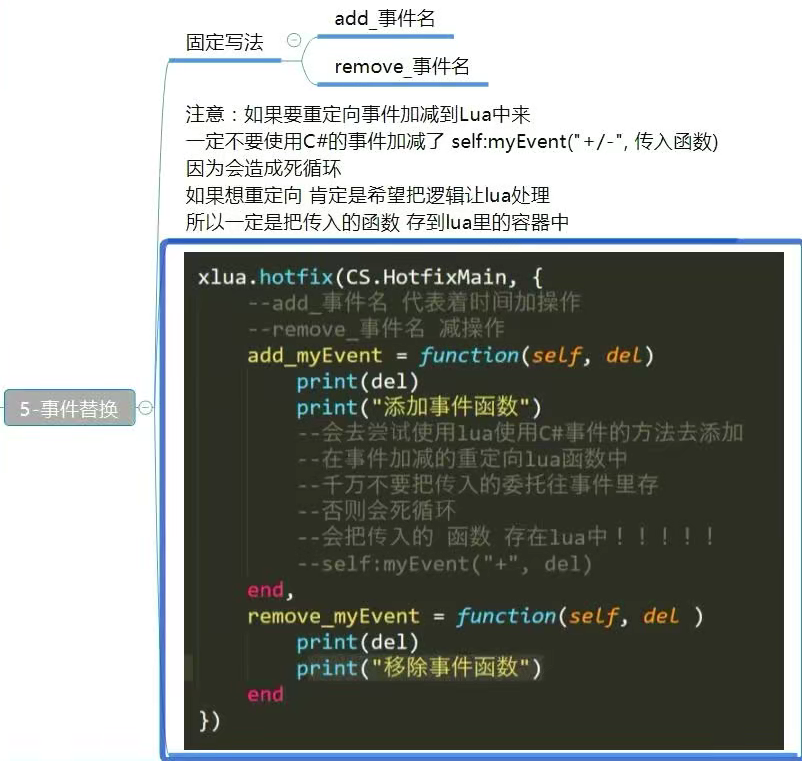 固定写法
add_事件名
remove_事件名
注意：如果要重定向事件加减到Lua中来
一定不要使用C#的事件加减了 self:myEvent("+/-", 传入函数)
因为会造成死循环
如果想重定向 肯定是希望把逻辑让lua处理
所以一定是把传入的函数 存到lua里的容器中
5-事件替换
xlua.hotfix(CS.HotfixMain, {
--add_事件名 代表着时间加操作
--remove_事件名 减操作
add_myEvent = function(self, del)
print(del)
print("添加事件函数")
--会去尝试使用lua使用C#事件的方法去添加
--在事件加减的重定向lua函数中
--千万不要把传入的委托往事件里存
--否则会死循环
--会把传入的 函数 存在lua中！！！！！
--self:myEvent("+", del)
end,
remove_myEvent = function(self, del )
print(del)
print("移除事件函数")
end
})